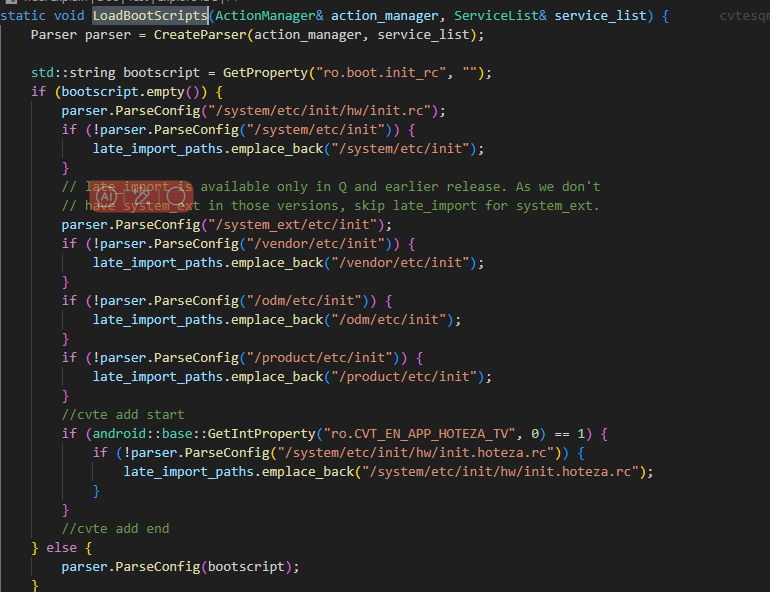 static void LoadBootScripts(ActionManager& action_manager, ServiceList& service_list) {
    Parser parser = CreateParser(action_manager, service_list);

    std::string bootscript = GetProperty("ro.boot.init_rc", "");
    if (bootscript.empty()) {
        parser.ParseConfig("/system/etc/init/hw/init.rc");
        if (!parser.ParseConfig("/system/etc/init")) {
            late_import_paths.emplace_back("/system/etc/init");
        }
        // late_import is available only in Q and earlier release. As we don't
        // have system_ext in those versions, skip late_import for system_ext.
        parser.ParseConfig("/system_ext/etc/init");
        if (!parser.ParseConfig("/vendor/etc/init")) {
            late_import_paths.emplace_back("/vendor/etc/init");
        }
        if (!parser.ParseConfig("/odm/etc/init")) {
            late_import_paths.emplace_back("/odm/etc/init");
        }
        if (!parser.ParseConfig("/product/etc/init")) {
            late_import_paths.emplace_back("/product/etc/init");
        }
        //cvte add start
        if (android::base::GetIntProperty("ro.CVT_EN_APP_HOTEZA_TV", 0) == 1) {
            if (!parser.ParseConfig("/system/etc/init/hw/init.hoteza.rc")) {
                late_import_paths.emplace_back("/system/etc/init/hw/init.hoteza.rc");
            }
        }
        //cvte add end
    } else {
        parser.ParseConfig(bootscript);
    }